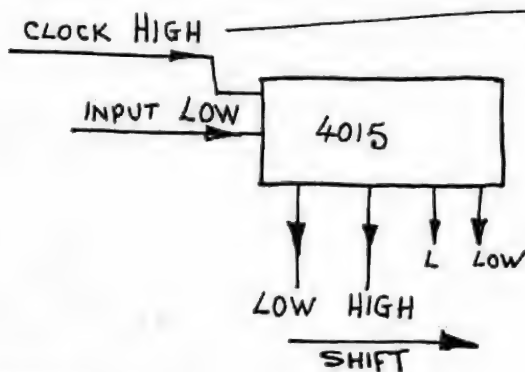 CLOCK HIGH
INPUT LOW
4015
L LOW
LOW HIGH
SHIFT